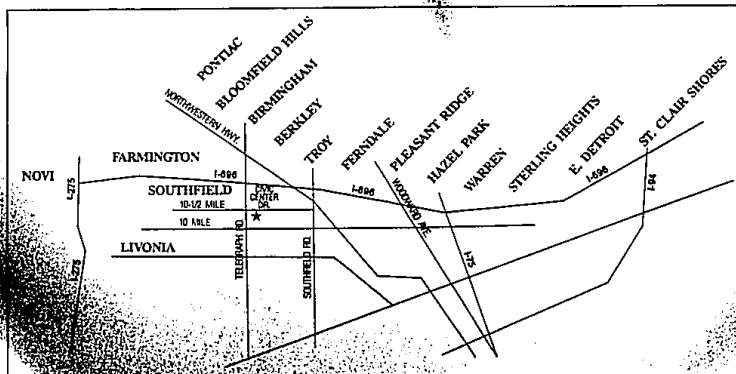 PONTIAC
BLOOMFIELD HILLS
NORTHWESTERN HWY.
BIRMINGHAM
BERKLEY
TROY
FERNDALE
PLEASANT RIDGE
HAZEL PARK
WARREN
STERLING HEIGHTS
E. DETROIT
ST. CLAIR SHORES
NOVI
FARMINGTON
I-275
I-696
I-696
I-696
I-94
SOUTHFIELD
CIVIC
CENTER
DR.
10-1/2 MILE
10 MILE
WOODWARD AVE.
LIVONIA
TELEGRAPH RD.
SOUTHFIELD RD.
I-75
I-275